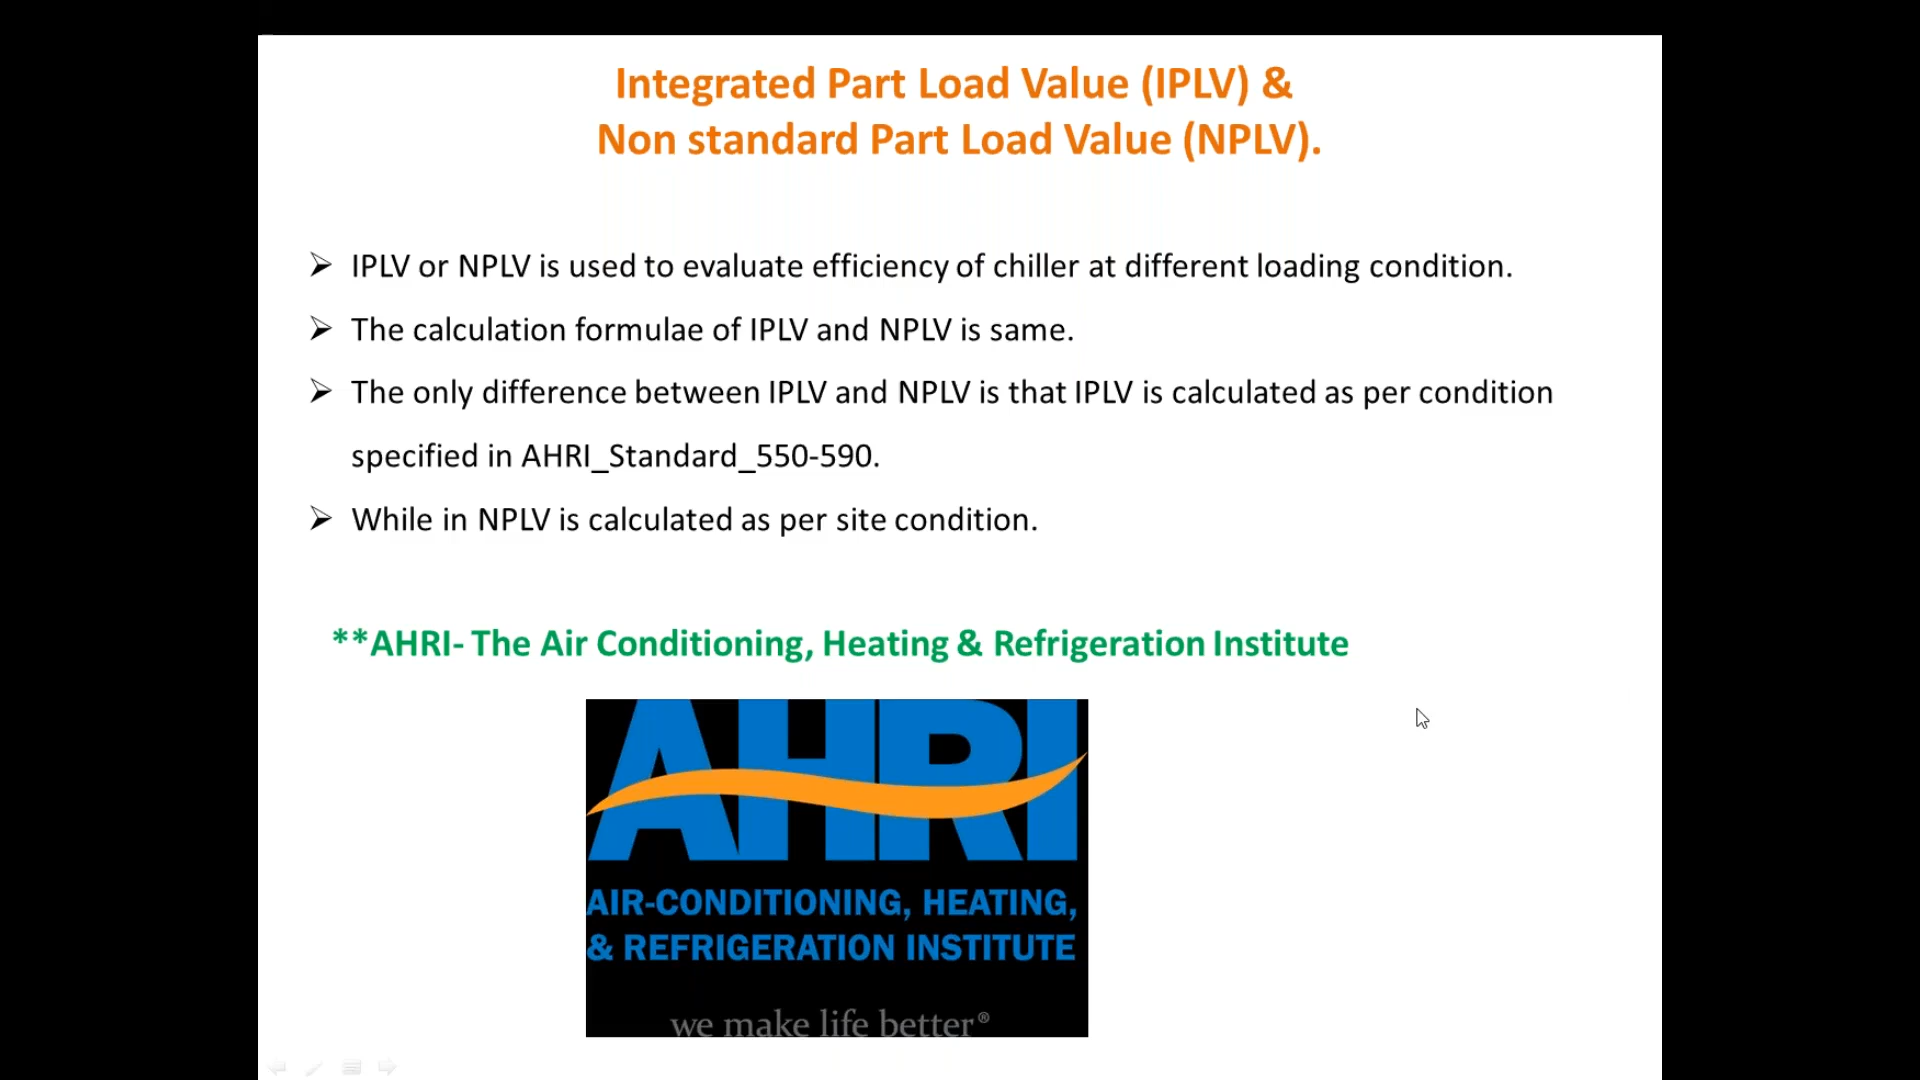 Integrated Part Load Value (IPLV) &
Non standard Part Load Value (NPLV).
➢ IPLV or NPLV is used to evaluate efficiency of chiller at different loading condition.
➢ The calculation formulae of IPLV and NPLV is same.
➢ The only difference between IPLV and NPLV is that IPLV is calculated as per condition
specified in AHRI_Standard_550-590.
➢ While in NPLV is calculated as per site condition.
**AHRI- The Air Conditioning, Heating & Refrigeration Institute
AHRI
AIR-CONDITIONING, HEATING,
& REFRIGERATION INSTITUTE
we make life better®